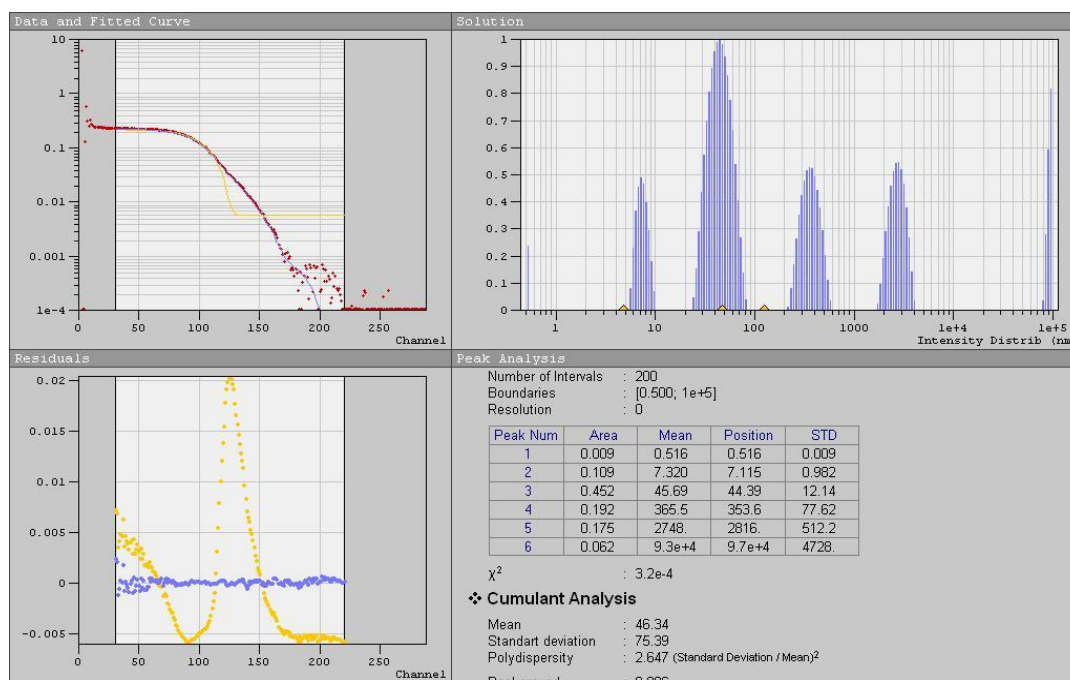 Data and Fitted Curve
10
1
0.1
0.01
0.001
1e-4
0 50 100 150 200 250
Channel
Solution
1
0.9
0.8
0.7
0.6
0.5
0.4
0.3
0.2
0.1
0
1 10 100 1000 1e+4 1e+5
Intensity Distrib (nm
Residuals
0.02
0.015
0.01
0.005
0
-0.005
0 50 100 150 200 250
Channel
Peak Analysis
Number of Intervals : 200
Boundaries : [0.500; 1e+5]
Resolution : 0
Peak Num Area Mean Position STD
1 0.009 0.516 0.516 0.009
2 0.109 7.320 7.115 0.982
3 0.452 45.69 44.39 12.14
4 0.192 365.5 353.6 77.62
5 0.175 2748. 2816. 512.2
6 0.062 9.3e+4 9.7e+4 4728.
χ2 : 3.2e-4
❖ Cumulant Analysis
Mean : 46.34
Standart deviation : 75.39
Polydispersity : 2.647 (Standard Deviation / Mean)2